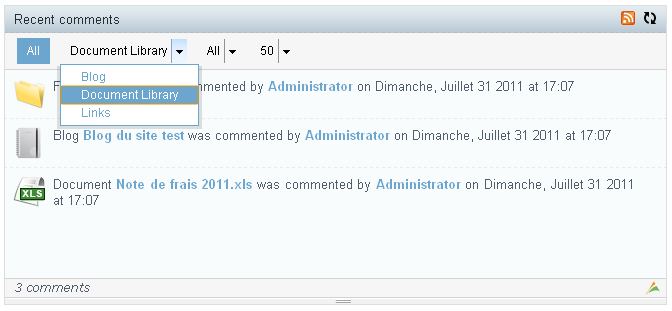 Recent comments
All Document Library All 50
Blog
Document Library
Links
by Administrator on Dimanche, Juillet 31 2011 at 17:07
Blog Blog du site test was commented by Administrator on Dimanche, Juillet 31 2011 at 17:07
XLS
Document Note de frais 2011.xls was commented by Administrator on Dimanche, Juillet 31 2011
at 17:07
3 comments